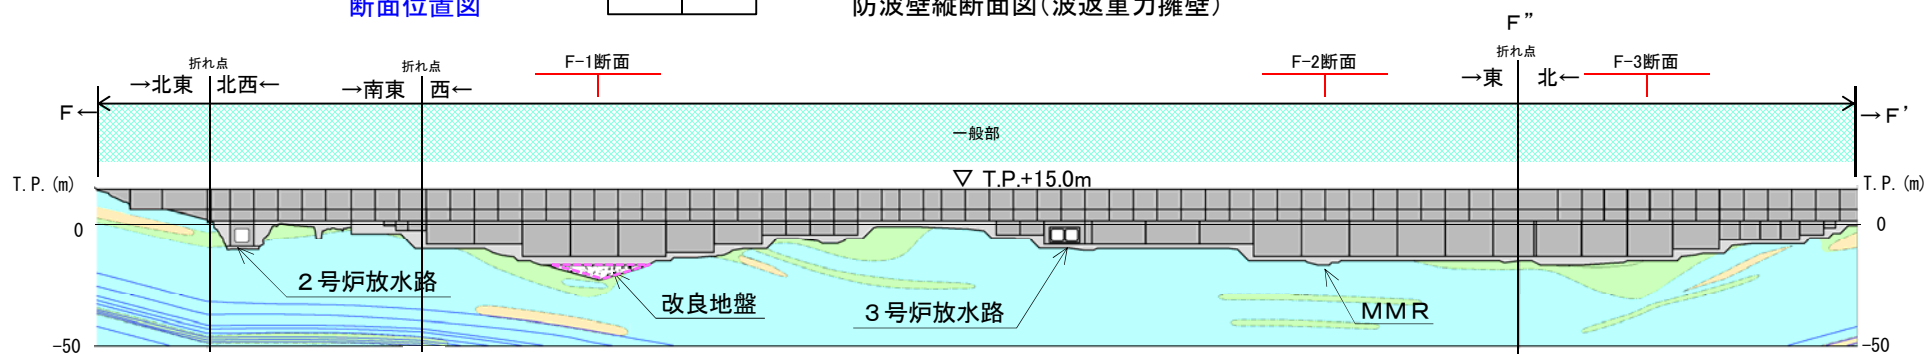 断面位置図
防波壁縦断面図（波返重力擁壁）
F”
折れ点
折れ点
F-1断面
F-2断面
折れ点
F-3断面
→北東
北西←
→南東
西←
→東
北←
F←
→F’
一般部
T.P.(m)
▽ T.P.+15.0m
T.P.(m)
0
0
２号炉放水路
改良地盤
３号炉放水路
ＭＭＲ
-50
-50